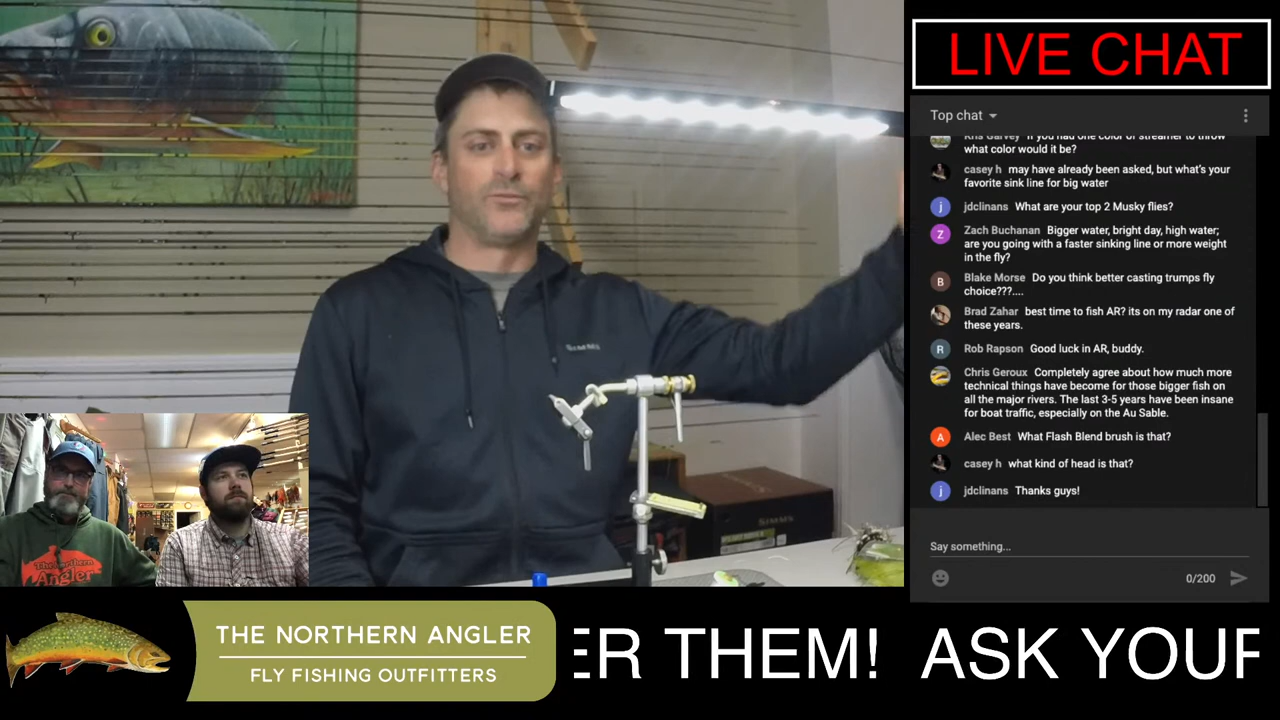 LIVE CHAT
Top chat
Kris Garvey If you had one color of streamer to throw
what color would it be?
casey h may have already been asked, but what's your
favorite sink line for big water
j
jdclinans What are your top 2 Musky flies?
Z
Zach Buchanan Bigger water, bright day, high water;
are you going with a faster sinking line or more weight
in the fly?
B
Blake Morse Do you think better casting trumps fly
choice???....
Brad Zahar best time to fish AR? its on my radar one of
these years.
R
Rob Rapson Good luck in AR, buddy.
Chris Geroux Completely agree about how much more
technical things have become for those bigger fish on
all the major rivers. The last 3-5 years have been insane
for boat traffic, especially on the Au Sable.
A
Alec Best What Flash Blend brush is that?
casey h what kind of head is that?
j
jdclinans Thanks guys!
Say something...
0/200
SIMMS
SIMMS
The Northern
Angler
THE NORTHERN ANGLER
FLY FISHING OUTFITTERS
ER THEM! ASK YOUR